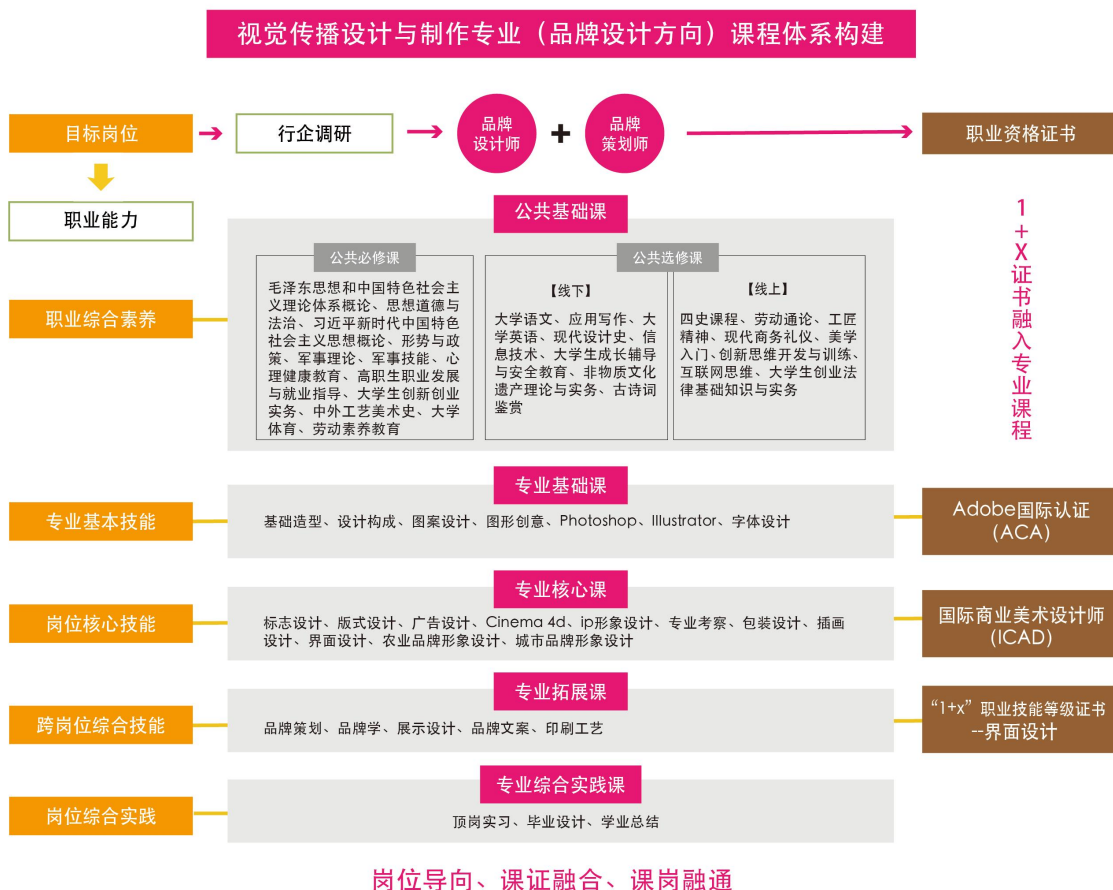 视觉传播设计与制作专业（品牌设计方向）课程体系构建
目标岗位
行企调研
品牌
设计师
+
品牌
策划师
职业资格证书
职业能力
1+X证书融入专业课程
公共基础课
职业综合素养
公共必修课
毛泽东思想和中国特色社会主
义理论体系概论、思想道德与
法治、习近平新时代中国特色
社会主义思想概论、形势与政
策、军事理论、军事技能、心
理健康教育、高职生职业发展
与就业指导、大学生创新创业
实务、中外工艺美术史、大学
体育、劳动素养教育
公共选修课
【线下】
大学语文、应用写作、大
学英语、现代设计史、信
息技术、大学生成长辅导
与安全教育、非物质文化
遗产理论与实务、古诗词
鉴赏
【线上】
四史课程、劳动通论、工匠
精神、现代商务礼仪、美学
入门、创新思维开发与训练、
互联网思维、大学生创业法
律基础知识与实务
专业基础课
专业基本技能
基础造型、设计构成、图案设计、图形创意、Photoshop、Illustrator、字体设计
Adobe国际认证
(ACA)
专业核心课
岗位核心技能
标志设计、版式设计、广告设计、Cinema 4d、ip形象设计、专业考察、包装设计、插画
设计、界面设计、农业品牌形象设计、城市品牌形象设计
国际商业美术设计师
(ICAD)
专业拓展课
跨岗位综合技能
品牌策划、品牌学、展示设计、品牌文案、印刷工艺
“1+x”职业技能等级证书
--界面设计
专业综合实践课
岗位综合实践
顶岗实习、毕业设计、学业总结
岗位导向、课证融合、课岗融通